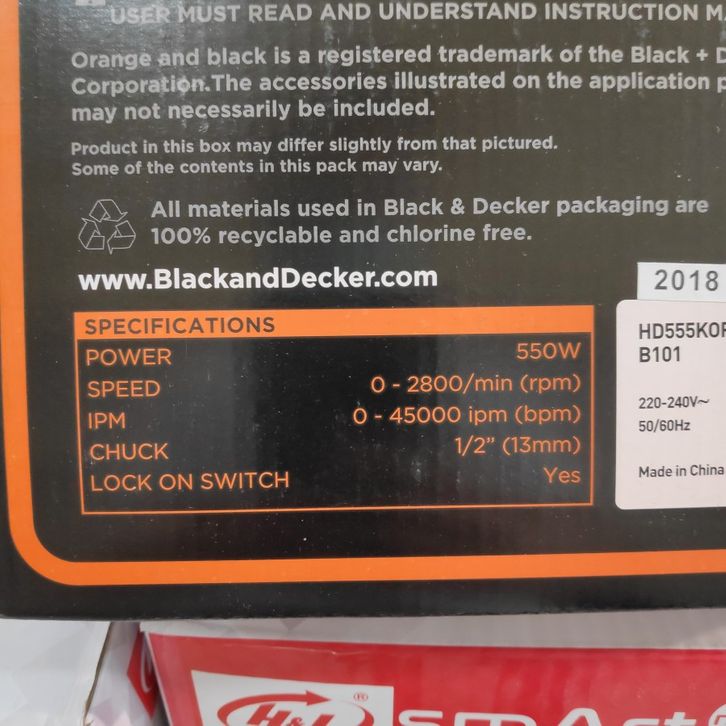 USER MUST READ AND UNDERSTAND INSTRUCTION
Orange and black is a registered trademark of the Black +
Corporation.The accessories illustrated on the application
may not necessarily be included.
Product in this box may differ slightly from that pictured.
Some of the contents in this pack may vary.
All materials used in Black & Decker packaging are
100% recyclable and chlorine free.
www.BlackandDecker.com
2018
SPECIFICATIONS
POWER 550W
SPEED 0 - 2800/min (rpm)
IPM 0 - 45000 ipm (bpm)
CHUCK 1/2” (13mm)
LOCK ON SWITCH Yes
HD555KOP
B101
220-240V~
50/60Hz
Made in China